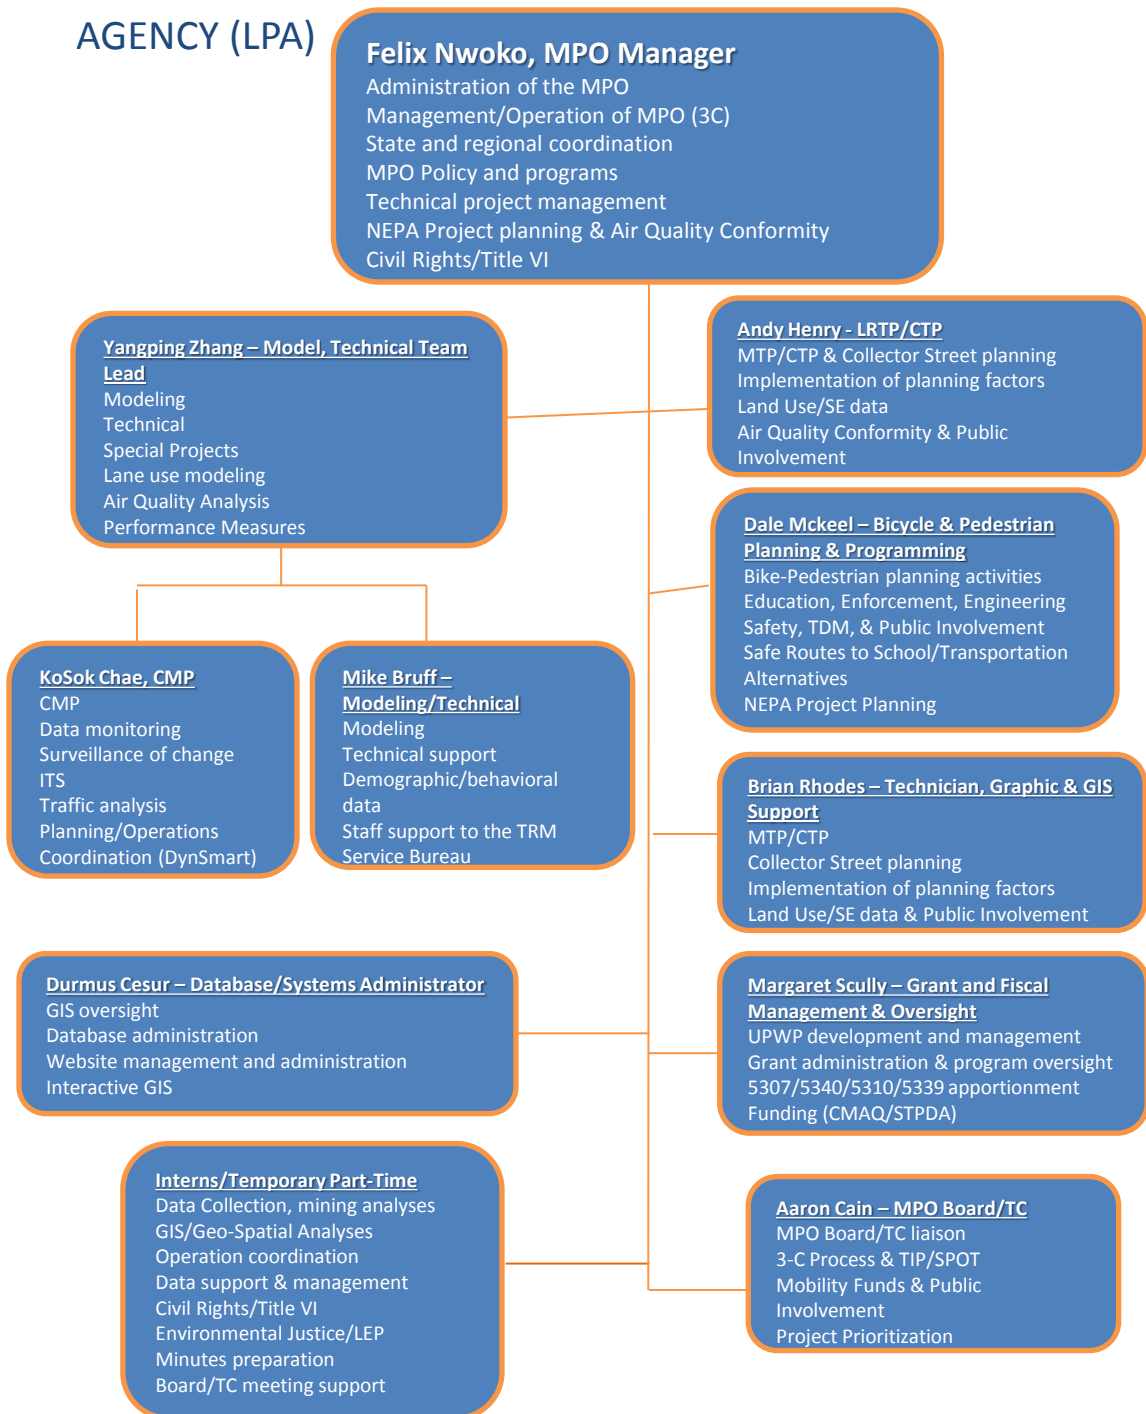 AGENCY (LPA)
Felix Nwoko, MPO Manager
Administration of the MPO
Management/Operation of MPO (3C)
State and regional coordination
MPO Policy and programs
Technical project management
NEPA Project planning & Air Quality Conformity
Civil Rights/Title VI
Yangping Zhang – Model, Technical Team
Lead
Modeling
Technical
Special Projects
Lane use modeling
Air Quality Analysis
Performance Measures
Andy Henry - LRTP/CTP
MTP/CTP & Collector Street planning
Implementation of planning factors
Land Use/SE data
Air Quality Conformity & Public
Involvement
Dale Mckeel – Bicycle & Pedestrian
Planning & Programming
Bike-Pedestrian planning activities
Education, Enforcement, Engineering
Safety, TDM, & Public Involvement
Safe Routes to School/Transportation
Alternatives
NEPA Project Planning
KoSok Chae, CMP
CMP
Data monitoring
Surveillance of change
ITS
Traffic analysis
Planning/Operations
Coordination (DynSmart)
Mike Bruff –
Modeling/Technical
Modeling
Technical support
Demographic/behavioral
data
Staff support to the TRM
Service Bureau
Brian Rhodes – Technician, Graphic & GIS
Support
MTP/CTP
Collector Street planning
Implementation of planning factors
Land Use/SE data & Public Involvement
Durmus Cesur – Database/Systems Administrator
GIS oversight
Database administration
Website management and administration
Interactive GIS
Margaret Scully – Grant and Fiscal
Management & Oversight
UPWP development and management
Grant administration & program oversight
5307/5340/5310/5339 apportionment
Funding (CMAQ/STPDA)
Interns/Temporary Part-Time
Data Collection, mining analyses
GIS/Geo-Spatial Analyses
Operation coordination
Data support & management
Civil Rights/Title VI
Environmental Justice/LEP
Minutes preparation
Board/TC meeting support
Aaron Cain – MPO Board/TC
MPO Board/TC liaison
3-C Process & TIP/SPOT
Mobility Funds & Public
Involvement
Project Prioritization